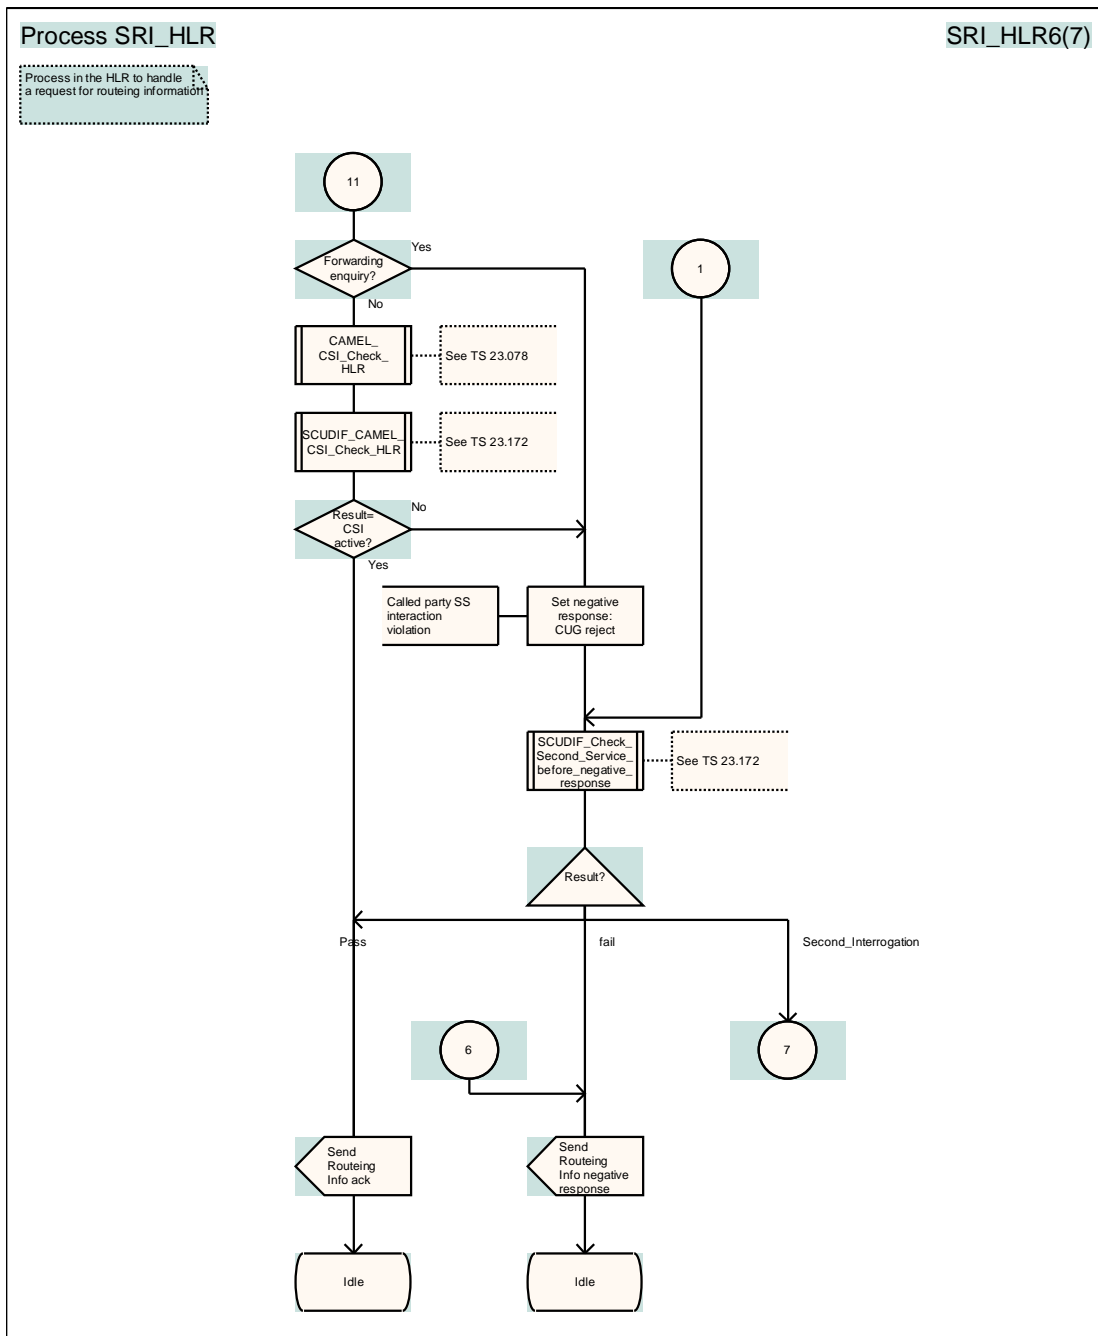 Process SRI_HLR
SRI_HLR6(7)
Process in the HLR to handle
a request for routeing information
11
Forwarding
enquiry?
Yes
1
No
CAMEL_
CSI_Check_
HLR
See TS 23.078
SCUDIF_CAMEL_
CSI_Check_HLR
See TS 23.172
Result=
CSI
active?
No
Yes
Called party SS
interaction
violation
Set negative
response:
CUG reject
SCUDIF_Check_
Second_Service_
before_negative_
response
See TS 23.172
Result?
Pass
fail
Second_Interrogation
6
7
Send
Routeing
Info ack
Send
Routeing
Info negative
response
Idle
Idle